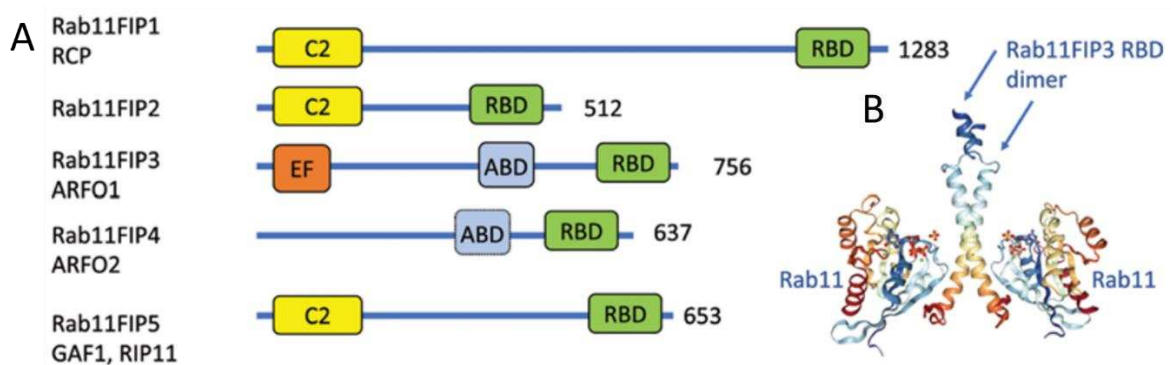 A
Rab11FIP1
RCP
C2
RBD
1283
Rab11FIP2
C2
RBD
512
Rab11FIP3
ARFO1
EF
ABD
RBD
756
Rab11FIP4
ARFO2
ABD
RBD
637
Rab11FIP5
GAF1, RIP11
C2
RBD
653
B
Rab11FIP3 RBD
dimer
Rab11
Rab11